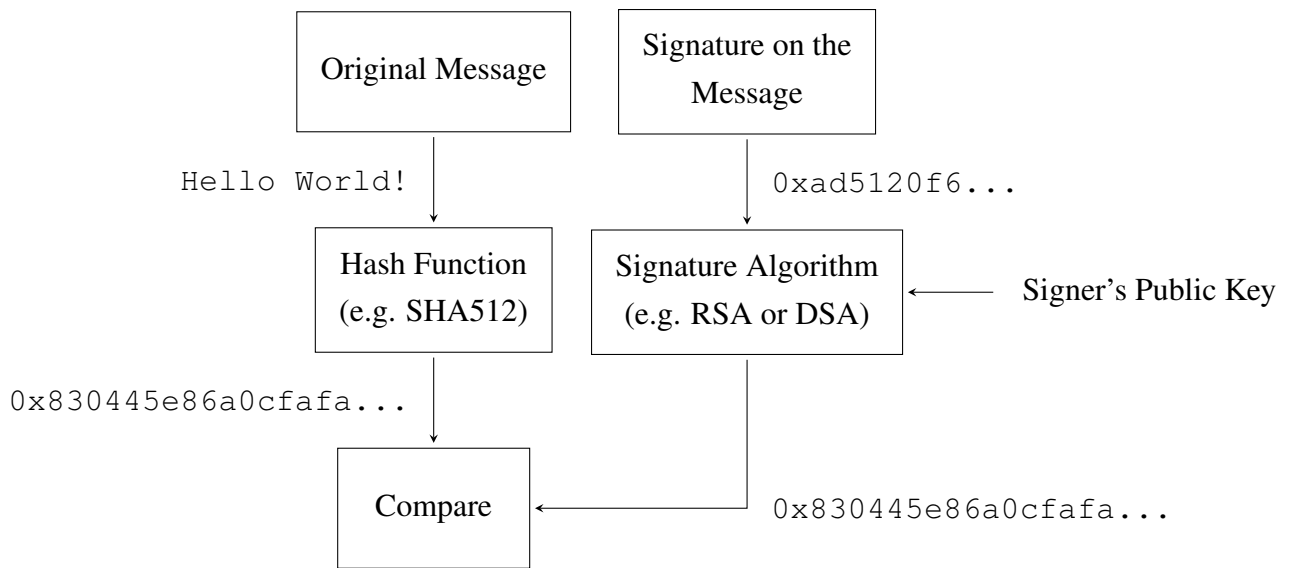 Original Message
Signature on the
Message
Hello World!
0xad5120f6...
Hash Function
(e.g. SHA512)
Signature Algorithm
(e.g. RSA or DSA)
Signer's Public Key
0x830445e86a0cfafa...
Compare
0x830445e86a0cfafa...